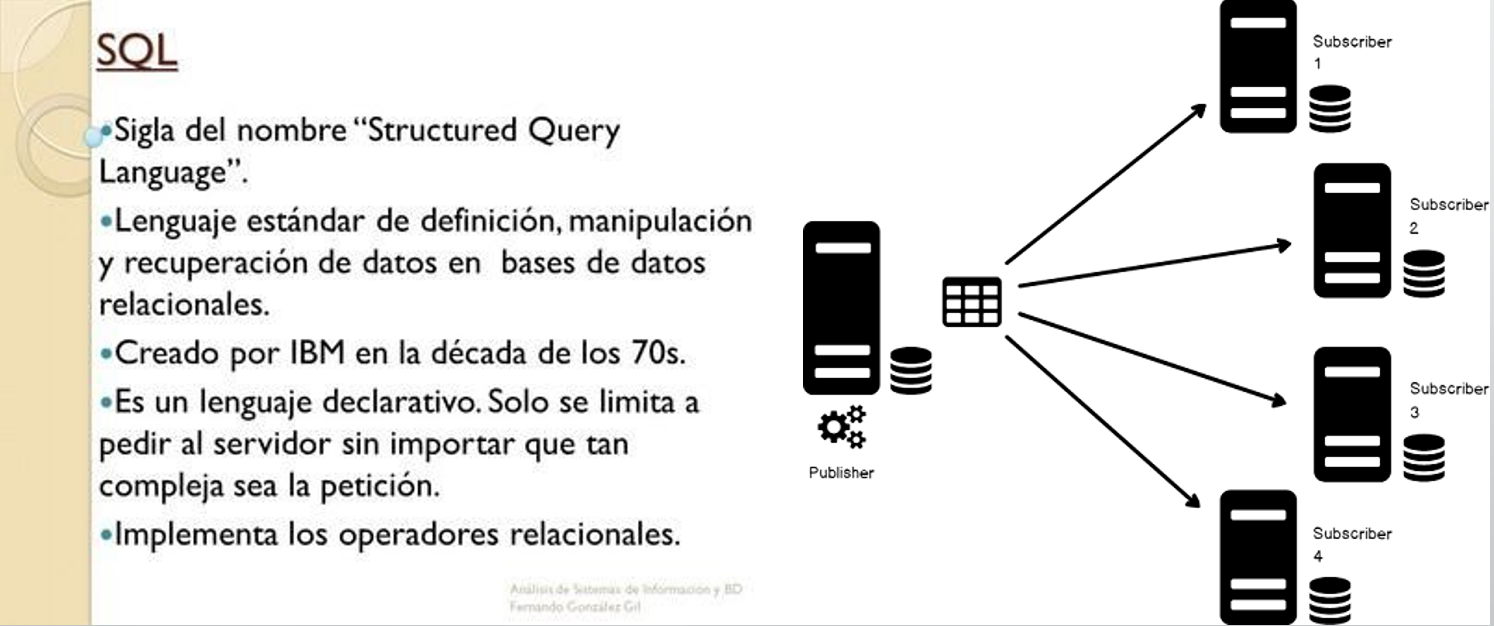 SQL
•Sigla del nombre “Structured Query
Language”.
•Lenguaje estándar de definición, manipulación
y recuperación de datos en bases de datos
relacionales.
•Creado por IBM en la década de los 70s.
•Es un lenguaje declarativo. Solo se limita a
pedir al servidor sin importar que tan
compleja sea la petición.
•Implementa los operadores relacionales.
Análisis de Sistemas de Información y BD
Fernando González Gil
Publisher
Subscriber
1
Subscriber
2
Subscriber
3
Subscriber
4